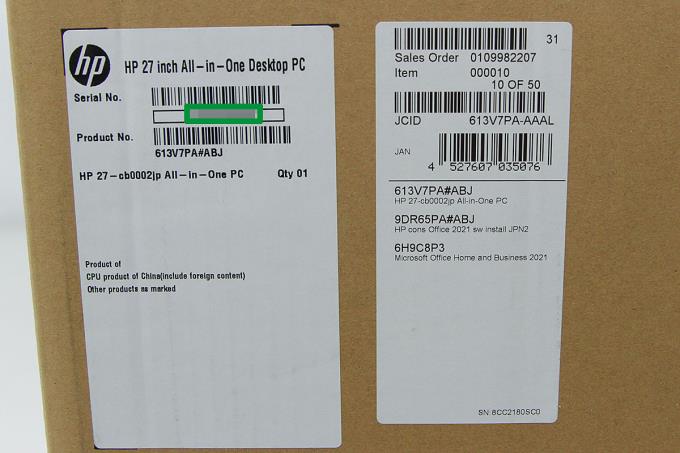 hp HP 27 inch All-in-One Desktop PC
Serial No.
Product No.
613V7PA#ABJ
HP 27-cb0002jp All-in-One PC Qty 01
Product of
CPU product of China(include foreign content)
Other products as marked
31
Sales Order 0109982207
Item 000010
10 OF 50
JCID 613V7PA-AAAL
JAN
4 527607 035076
613V7PA#ABJ
HP 27-cb0002jp All-in-One PC
9DR65PA#ABJ
HP cons Office 2021 sw install JPN2
6H9C8P3
Microsoft Office Home and Business 2021
SN: 8CC2180SC0